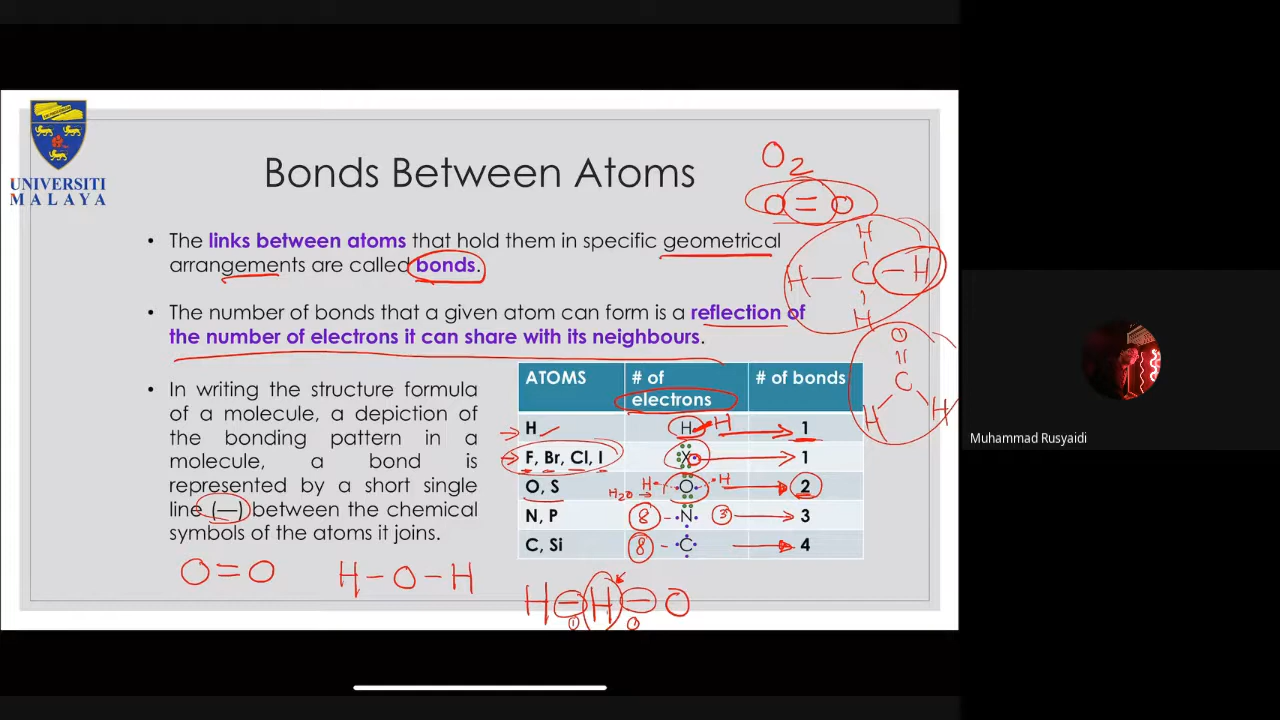 UNIVERSITI
MALAYA
Bonds Between Atoms
O2
O = O
• The links between atoms that hold them in specific geometrical
arrangements are called bonds.
H
H — C — H
H
• The number of bonds that a given atom can form is a reflection of
the number of electrons it can share with its neighbours.
O
C
H H
• In writing the structure formula
of a molecule, a depiction of
the bonding pattern in a
molecule, a bond is
represented by a short single
line (—) between the chemical
symbols of the atoms it joins.
ATOMS # of electrons # of bonds
H H H 1
F, Br, Cl, I X 1
O, S H2O H O H 2
N, P 8 N 3 3
C, Si 8 C 4
O = O H – O – H
H – H – O
Muhammad Rusyaidi